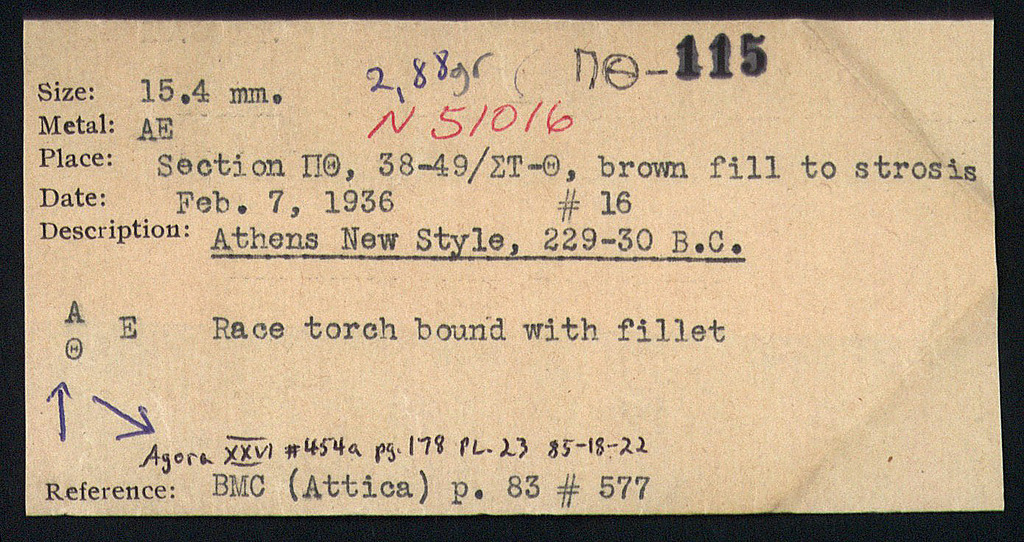 2,88gr ΠΘ-115
Size: 15.4 mm.
N 51016
Metal: AE
Place: Section ΠΘ, 38-49/ΣΤ-Θ, brown fill to strosis
Date: Feb. 7, 1936 # 16
Description: Athens New Style, 229-30 B.C.
A
E Race torch bound with fillet
Θ
↑ ↘
Agora XXVI #454a pg. 178 PL. 23 85-18-22
Reference: BMC (Attica) p. 83 # 577